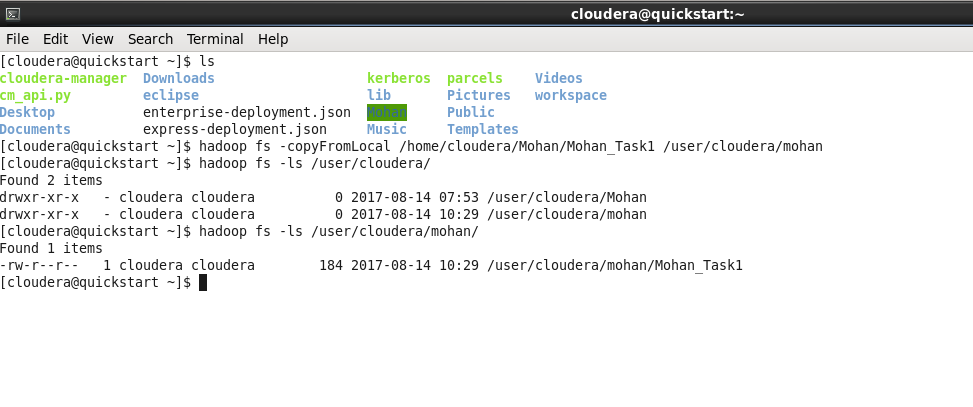 cloudera@quickstart:~
File Edit View Search Terminal Help
[cloudera@quickstart ~]$ ls
cloudera-manager Downloads kerberos parcels Videos
cm_api.py eclipse lib Pictures workspace
Desktop enterprise-deployment.json Mohan Public
Documents express-deployment.json Music Templates
[cloudera@quickstart ~]$ hadoop fs -copyFromLocal /home/cloudera/Mohan/Mohan_Task1 /user/cloudera/mohan
[cloudera@quickstart ~]$ hadoop fs -ls /user/cloudera/
Found 2 items
drwxr-xr-x - cloudera cloudera 0 2017-08-14 07:53 /user/cloudera/Mohan
drwxr-xr-x - cloudera cloudera 0 2017-08-14 10:29 /user/cloudera/mohan
[cloudera@quickstart ~]$ hadoop fs -ls /user/cloudera/mohan/
Found 1 items
-rw-r--r-- 1 cloudera cloudera 184 2017-08-14 10:29 /user/cloudera/mohan/Mohan_Task1
[cloudera@quickstart ~]$